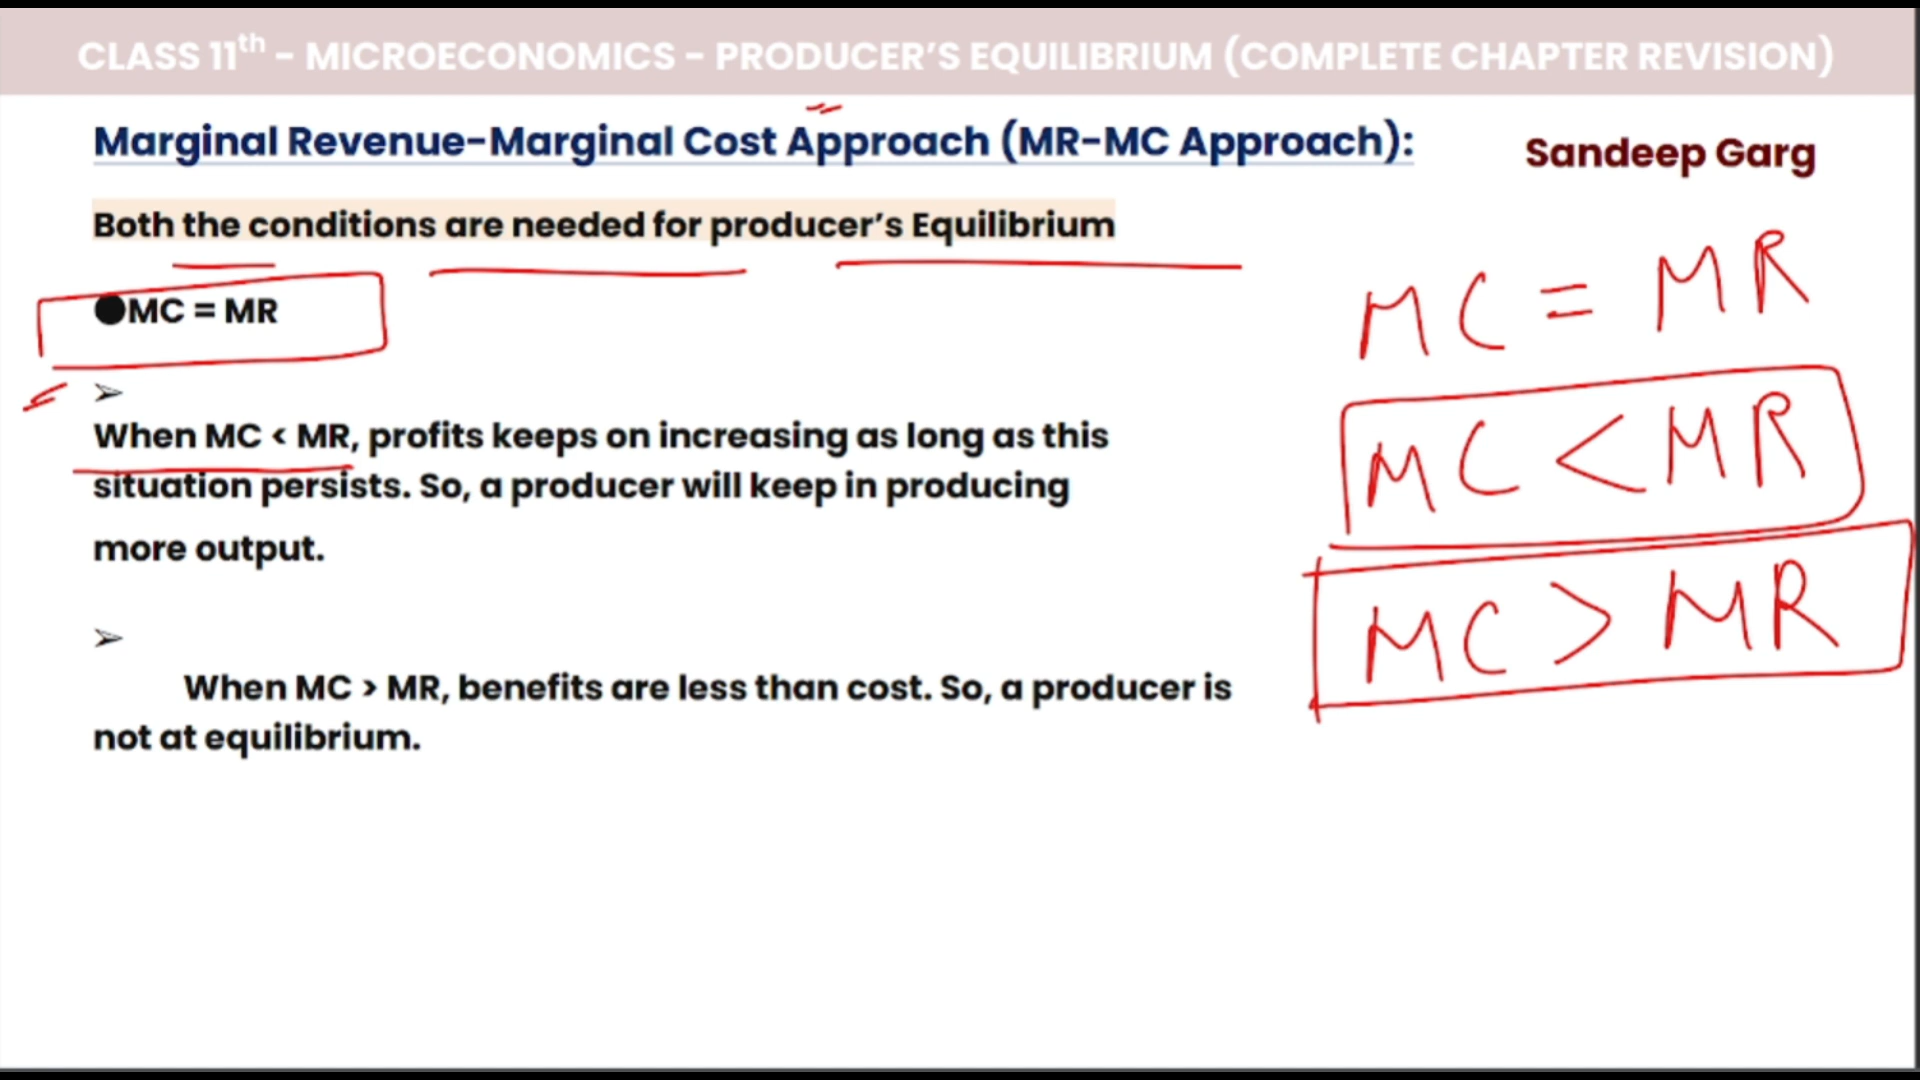 CLASS 11th - MICROECONOMICS - PRODUCER'S EQUILIBRIUM (COMPLETE CHAPTER REVISION)
Marginal Revenue-Marginal Cost Approach (MR-MC Approach):
Sandeep Garg
Both the conditions are needed for producer's Equilibrium
●MC = MR
MC = MR
➢
When MC < MR, profits keeps on increasing as long as this
situation persists. So, a producer will keep in producing
more output.
MC < MR
➢
MC > MR
When MC > MR, benefits are less than cost. So, a producer is
not at equilibrium.